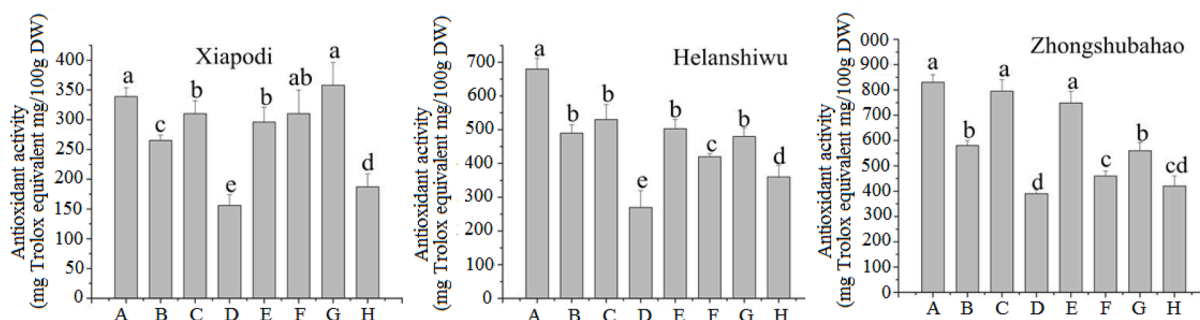 Antioxidant activity
(mg Trolox equivalent mg/100g DW)
400
350
300
250
200
150
100
50
0
Xiapodi
a
c
b
e
b
ab
a
d
A B C D E F G H
Antioxidant activity
(mg Trolox equivalent mg/100g DW)
700
600
500
400
300
200
100
0
Helanshiwu
a
b
b
e
b
c
b
d
A B C D E F G H
Antioxidant activity
(mg Trolox equivalent mg/100g DW)
000
900
800
700
600
500
400
300
200
100
0
Zhongshubahao
a
b
a
d
a
c
b
cd
A B C D E F G H